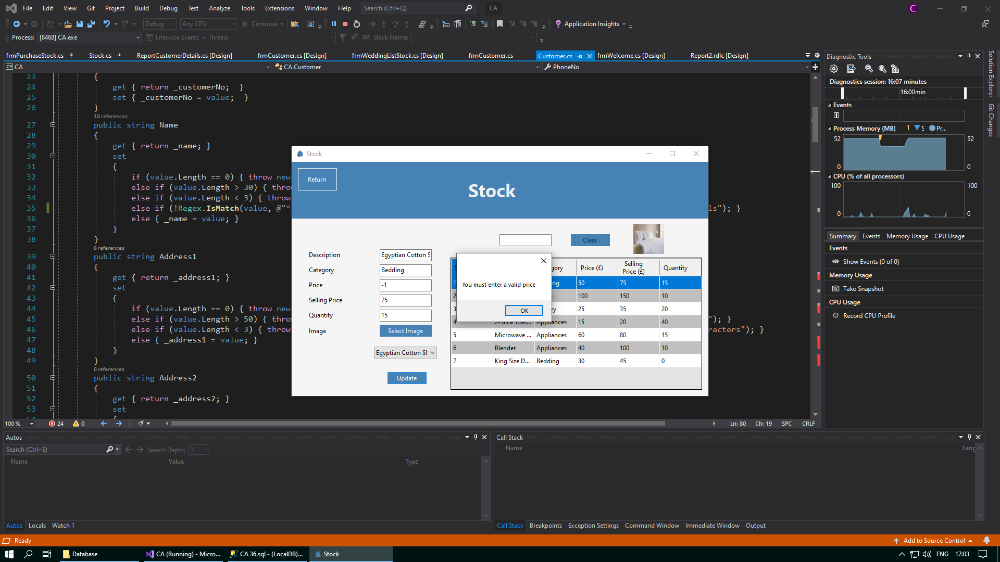 File Edit View Git Project Build Debug Test Analyze Tools Extensions Window Help Search (Ctrl+Q) CA C
Debug Any CPU Continue Application Insights
Process: [8468] CA.exe Lifecycle Events Thread: Stack Frame:
frmPurchaseStock.cs Stock.cs ReportCustomerDetails.cs [Design] frmCustomer.cs [Design] frmWeddingListStock.cs [Design] frmCustomer.cs Customer.cs frmWelcome.cs [Design] Report2.rdlc [Design]
CA CA.Customer PhoneNo
23 {
24 get { return _customerNo; }
25 set { _customerNo = value; }
26 }
18 references
27 public string Name
28 {
29 get { return _name; }
30 set
31 {
32 if (value.Length == 0) { throw new
33 else if (value.Length > 30) { thro
34 else if (value.Length < 3) { throw
35 else if (!Regex.IsMatch(value, @"^ ls"); }
36 else { _name = value; }
37 }
38 }
8 references
39 public string Address1
40 {
41 get { return _address1; }
42 set
43 {
44 if (value.Length == 0) { throw new
45 else if (value.Length > 50) { thro "); }
46 else if (value.Length < 3) { throw racters"); }
47 else { _address1 = value; }
48 }
49 }
8 references
50 public string Address2
51 {
52 get { return _address2; }
53 set
54 {
Stock
Return
Stock
Clear
Description Egyptian Cotton S
Category Bedding
Price -1
Selling Price 75
Quantity 15
Image Select Image
Egyptian Cotton Sl
Update
S gory Price (£) Selling Price (£) Quantity
1 ng 50 75 15
2 100 150 10
3 ry 25 35 20
4 2-Slice Toas... Appliances 15 20 40
5 Microwave ... Appliances 60 80 15
6 Blender Appliances 40 100 10
7 King Size D... Bedding 30 45 0
You must enter a valid price
OK
100 % 24 0 Ln: 80 Ch: 19 SPC CRLF
Diagnostic Tools
Diagnostics session: 16:07 minutes
16:00min
Events
Process Memory (MB) S Pr...
52 52
0 0
CPU (% of all processors)
100 100
0 0
Summary Events Memory Usage CPU Usage
Events
Show Events (0 of 0)
Memory Usage
Take Snapshot
CPU Usage
Record CPU Profile
Solution Explorer
Git Changes
Autos
Search (Ctrl+E) Search Depth: 3
Name Value Type
Autos Locals Watch 1
Call Stack
Name Lang
Call Stack Breakpoints Exception Settings Command Window Immediate Window Output
Ready Add to Source Control
Database CA (Running) - Micro... CA 36.sql - (LocalDB)... Stock ENG 17:03